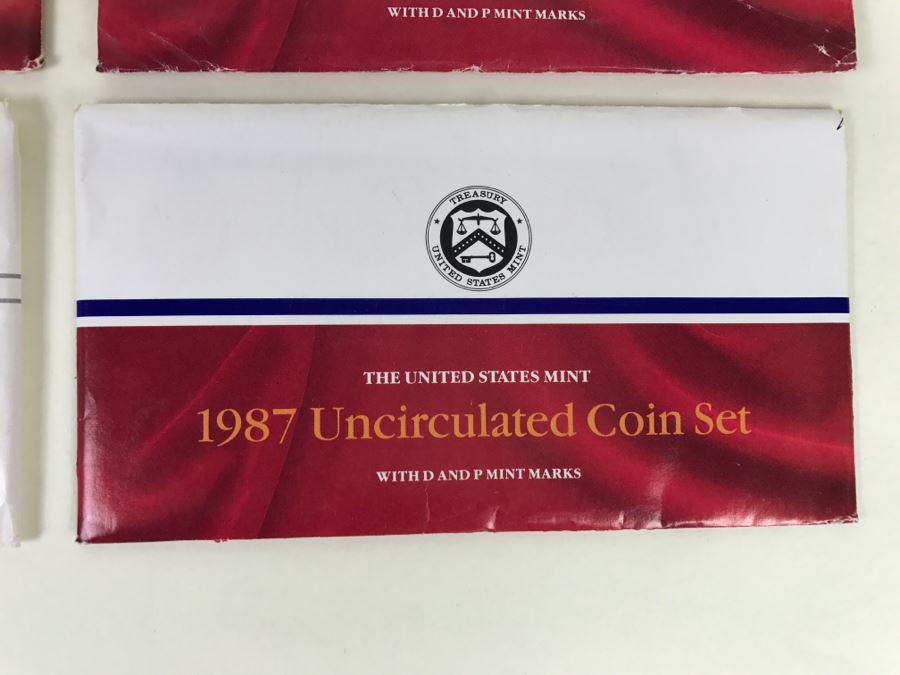 WITH D AND P MINT MARKS
TREASURY
UNITED STATES MINT
THE UNITED STATES MINT
1987 Uncirculated Coin Set
WITH D AND P MINT MARKS